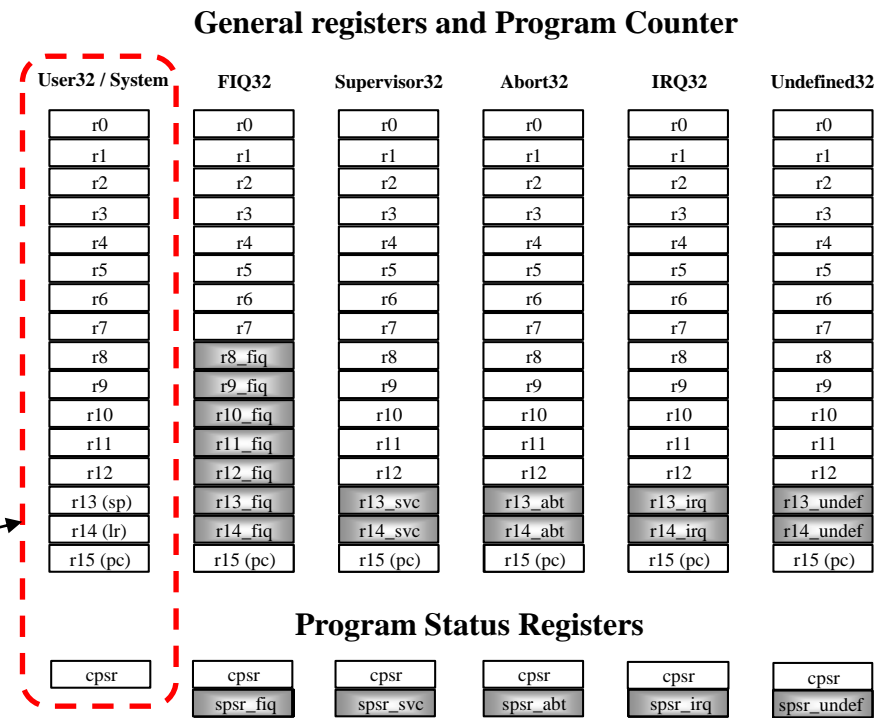 General registers and Program Counter
User32 / System FIQ32 Supervisor32 Abort32 IRQ32 Undefined32
r0 r0 r0 r0 r0 r0
r1 r1 r1 r1 r1 r1
r2 r2 r2 r2 r2 r2
r3 r3 r3 r3 r3 r3
r4 r4 r4 r4 r4 r4
r5 r5 r5 r5 r5 r5
r6 r6 r6 r6 r6 r6
r7 r7 r7 r7 r7 r7
r8 r8_fiq r8 r8 r8 r8
r9 r9_fiq r9 r9 r9 r9
r10 r10_fiq r10 r10 r10 r10
r11 r11_fiq r11 r11 r11 r11
r12 r12_fiq r12 r12 r12 r12
r13 (sp) r13_fiq r13_svc r13_abt r13_irq r13_undef
r14 (lr) r14_fiq r14_svc r14_abt r14_irq r14_undef
r15 (pc) r15 (pc) r15 (pc) r15 (pc) r15 (pc) r15 (pc)
Program Status Registers
cpsr cpsr cpsr cpsr cpsr cpsr
spsr_fiq spsr_svc spsr_abt spsr_irq spsr_undef